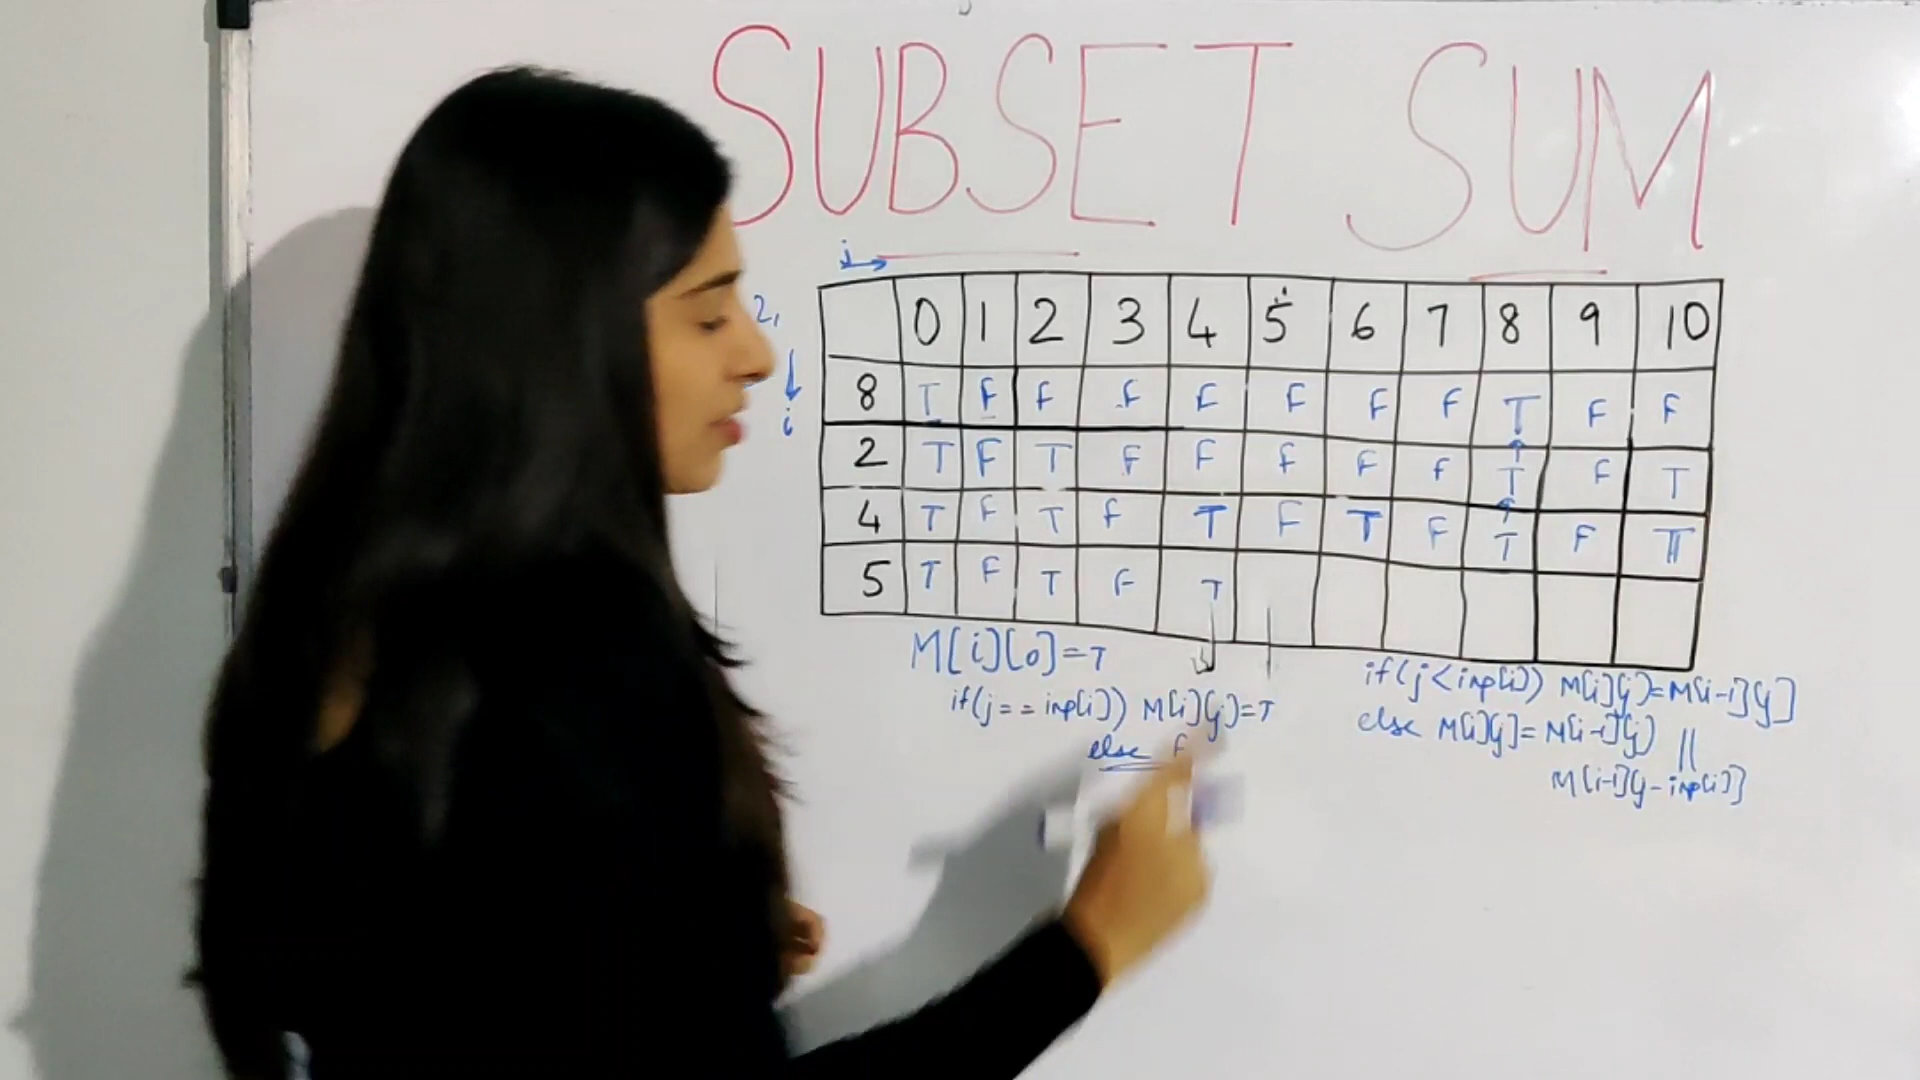 SUBSET SUM
j
2,
i
0 1 2 3 4 5 6 7 8 9 10
8 T F F F F F F F T F F
2 T F T F F F F F T F T
4 T F T F T F T F T F T
5 T F T F T
M[i][0]=T
if(j==inp[i]) M[i][j]=T
else F
if(j<inp[i]) M[i][j]=M[i-1][j]
else M[i][j]=M[i-1][j] ||
M[i-1][j-inp[i]]